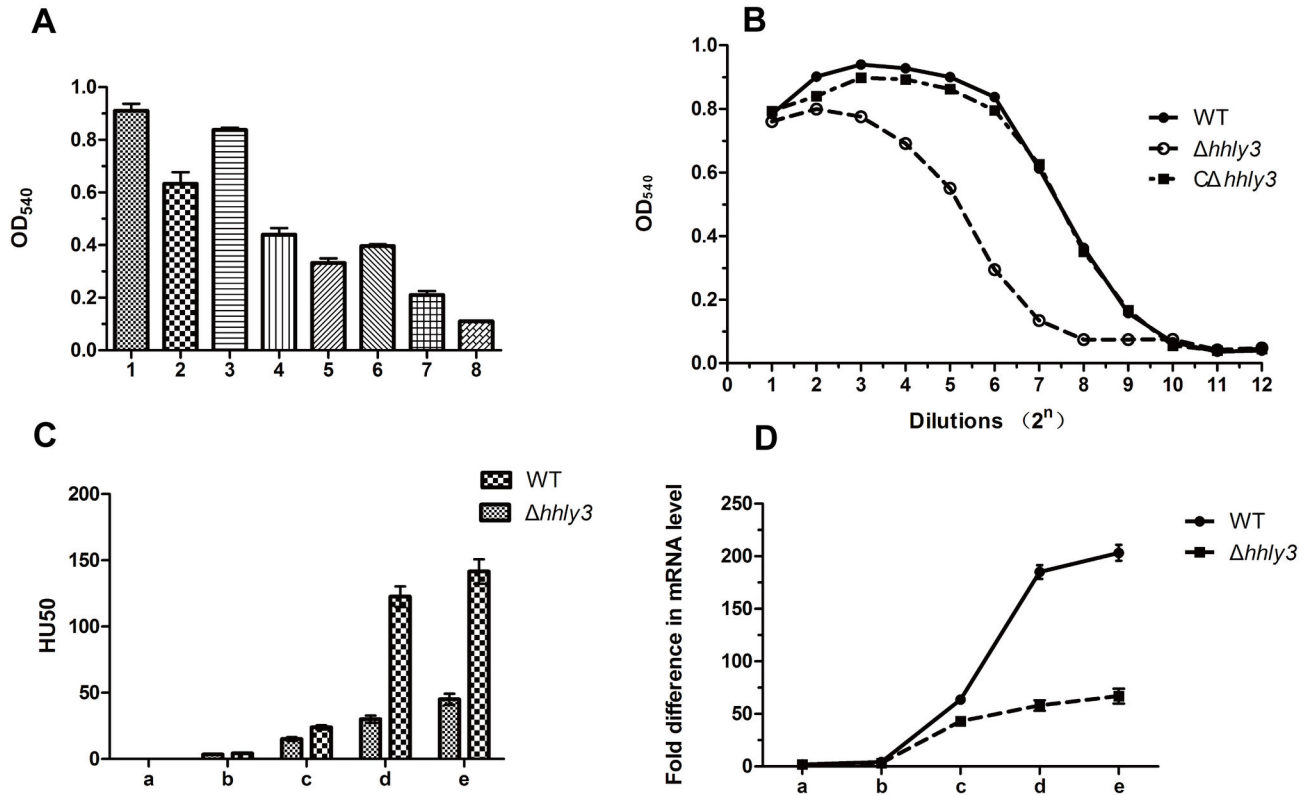 A
OD540
1.0
0.8
0.6
0.4
0.2
0.0
1 2 3 4 5 6 7 8
B
OD540
1.0
0.8
0.6
0.4
0.2
0.0
0 1 2 3 4 5 6 7 8 9 10 11 12
Dilutions （2ⁿ）
WT
Δhhly3
CΔhhly3
C
HU50
200
150
100
50
0
a b c d e
WT
Δhhly3
D
Fold difference in mRNA level
250
200
150
100
50
0
a b c d e
WT
Δhhly3